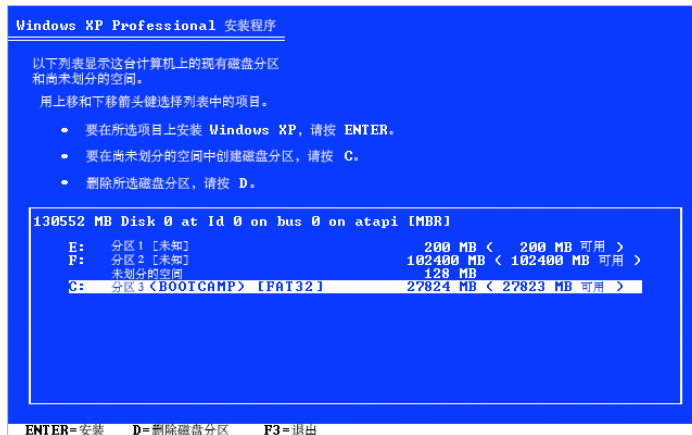 Windows XP Professional 安装程序
以下列表显示这台计算机上的现有磁盘分区
和尚未划分的空间。
用上移和下移箭头键选择列表中的项目。
• 要在所选项目上安装 Windows XP，请按 ENTER。
• 要在尚未划分的空间中创建磁盘分区，请按 C。
• 删除所选磁盘分区，请按 D。
130552 MB Disk 0 at Id 0 on bus 0 on atapi [MBR]
E: 分区 1 [未知] 200 MB ( 200 MB 可用 )
F: 分区 2 [未知] 102400 MB ( 102400 MB 可用 )
未划分的空间 128 MB
C: 分区 3 (BOOTCAMP) [FAT32] 27824 MB ( 27823 MB 可用 )
ENTER=安装 D=删除磁盘分区 F3=退出